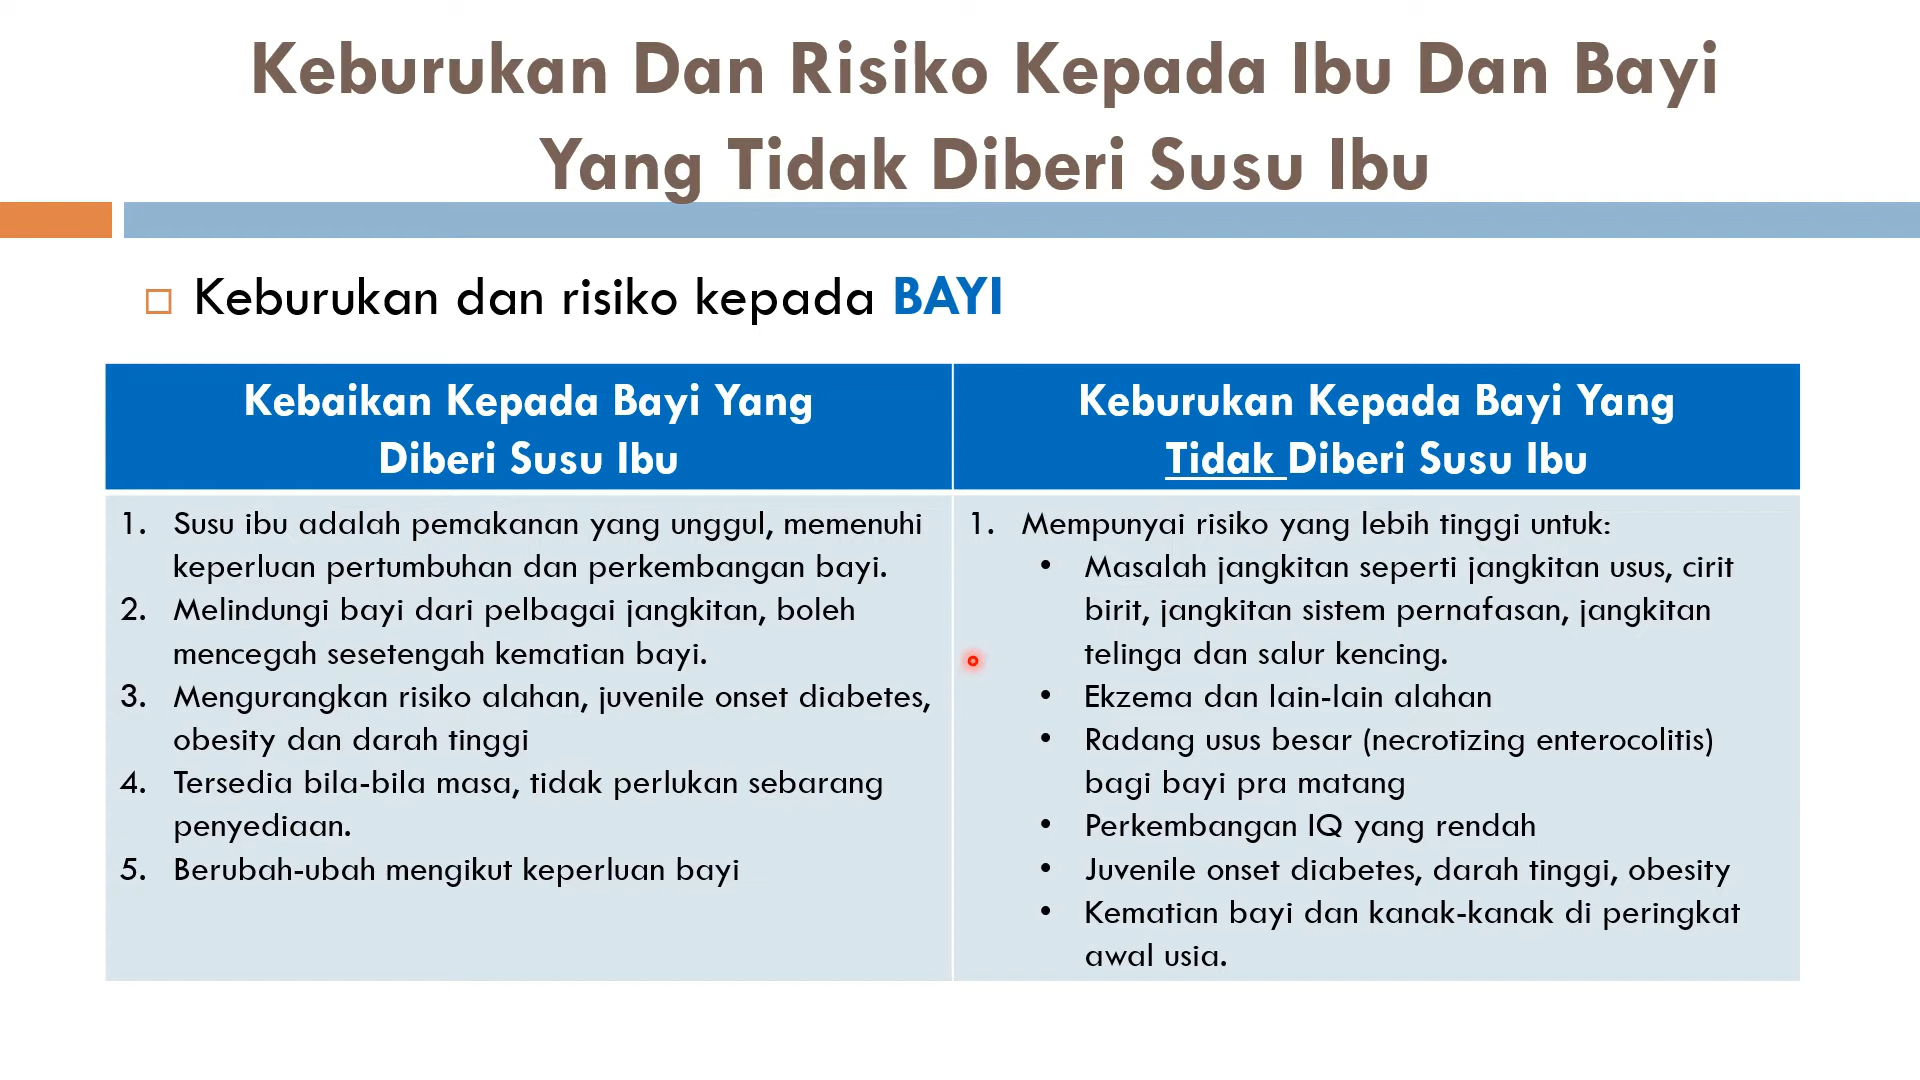 Keburukan Dan Risiko Kepada Ibu Dan Bayi
Yang Tidak Diberi Susu Ibu
Keburukan dan risiko kepada BAYI
Kebaikan Kepada Bayi Yang
Diberi Susu Ibu
1. Susu ibu adalah pemakanan yang unggul, memenuhi
keperluan pertumbuhan dan perkembangan bayi.
2. Melindungi bayi dari pelbagai jangkitan, boleh
mencegah sesetengah kematian bayi.
3. Mengurangkan risiko alahan, juvenile onset diabetes,
obesity dan darah tinggi
4. Tersedia bila-bila masa, tidak perlukan sebarang
penyediaan.
5. Berubah-ubah mengikut keperluan bayi
Keburukan Kepada Bayi Yang
Tidak Diberi Susu Ibu
1. Mempunyai risiko yang lebih tinggi untuk:
• Masalah jangkitan seperti jangkitan usus, cirit
birit, jangkitan sistem pernafasan, jangkitan
telinga dan salur kencing.
• Ekzema dan lain-lain alahan
• Radang usus besar (necrotizing enterocolitis)
bagi bayi pra matang
• Perkembangan IQ yang rendah
• Juvenile onset diabetes, darah tinggi, obesity
• Kematian bayi dan kanak-kanak di peringkat
awal usia.